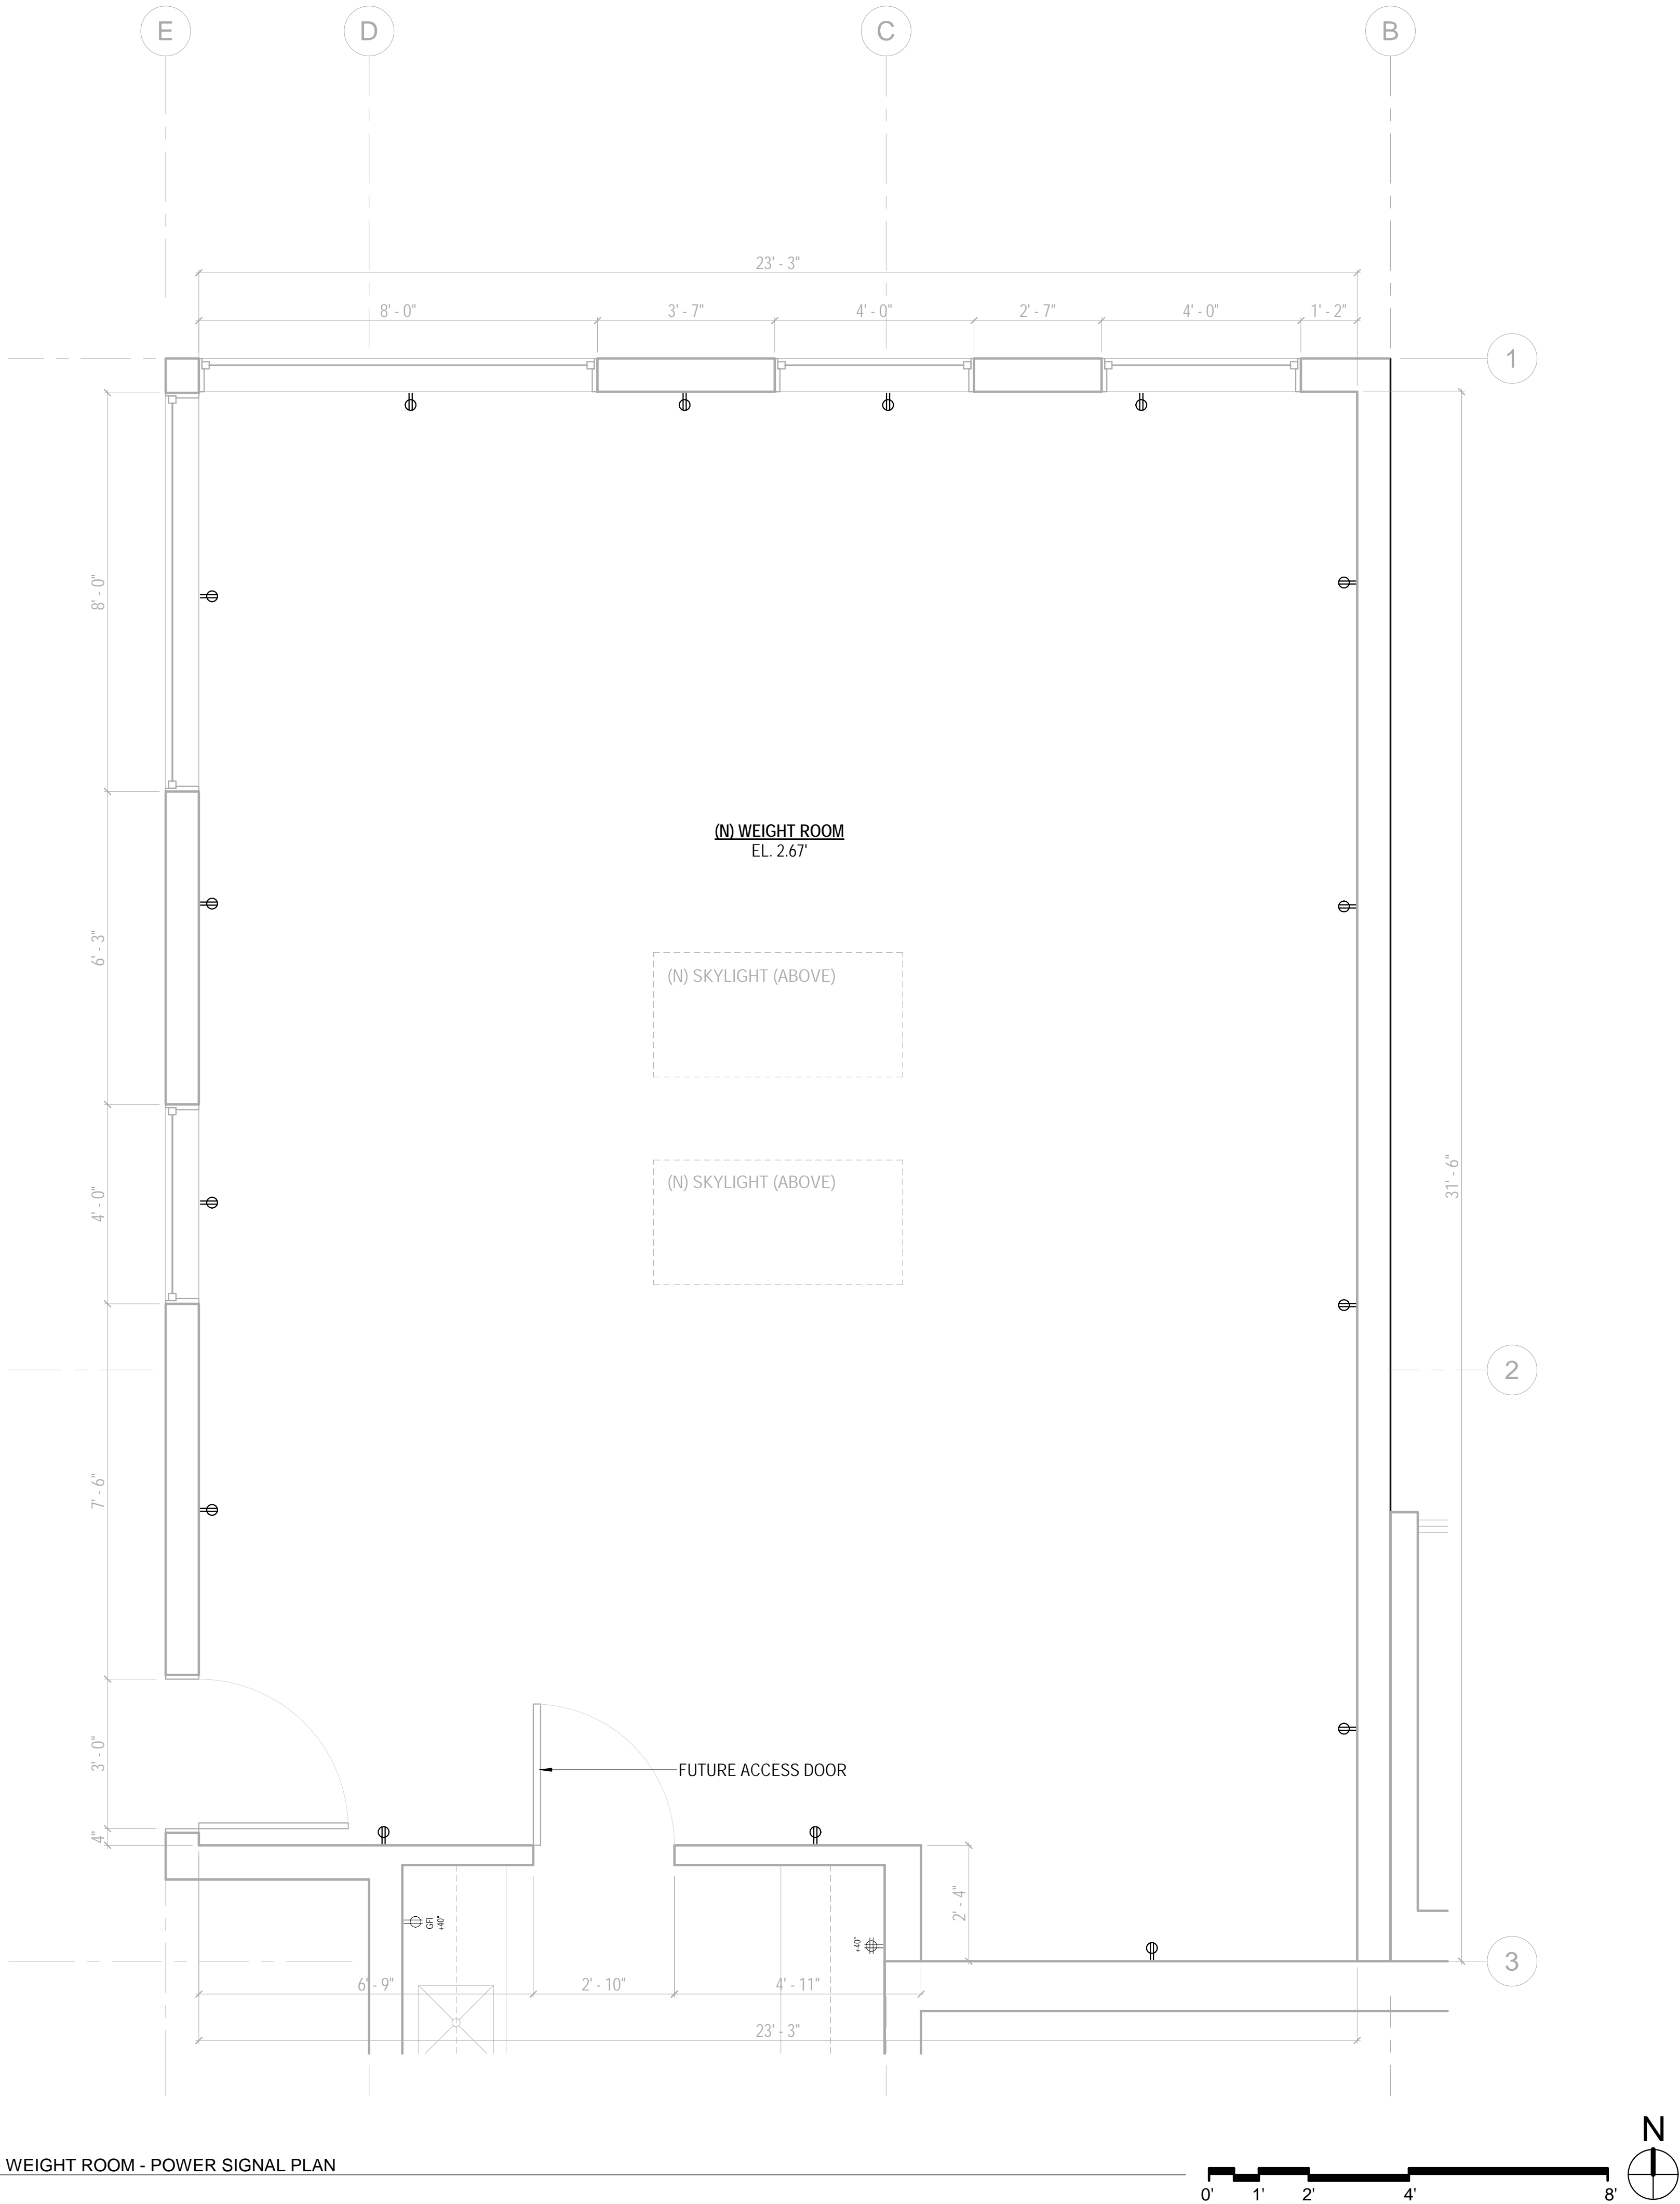 E
D
C
B
23' - 3"
8' - 0"
3' - 7"
4' - 0"
2' - 7"
4' - 0"
1' - 2"
1
8' - 0"
(N) WEIGHT ROOM
EL. 2.67'
6' - 3"
(N) SKYLIGHT (ABOVE)
4' - 0"
(N) SKYLIGHT (ABOVE)
31' - 6"
2
7' - 6"
3' - 0"
FUTURE ACCESS DOOR
4"
2' - 4"
GFI
+40"
+40"
3
6' - 9"
2' - 10"
4' - 11"
23' - 3"
N
WEIGHT ROOM - POWER SIGNAL PLAN
0'
1'
2'
4'
8'